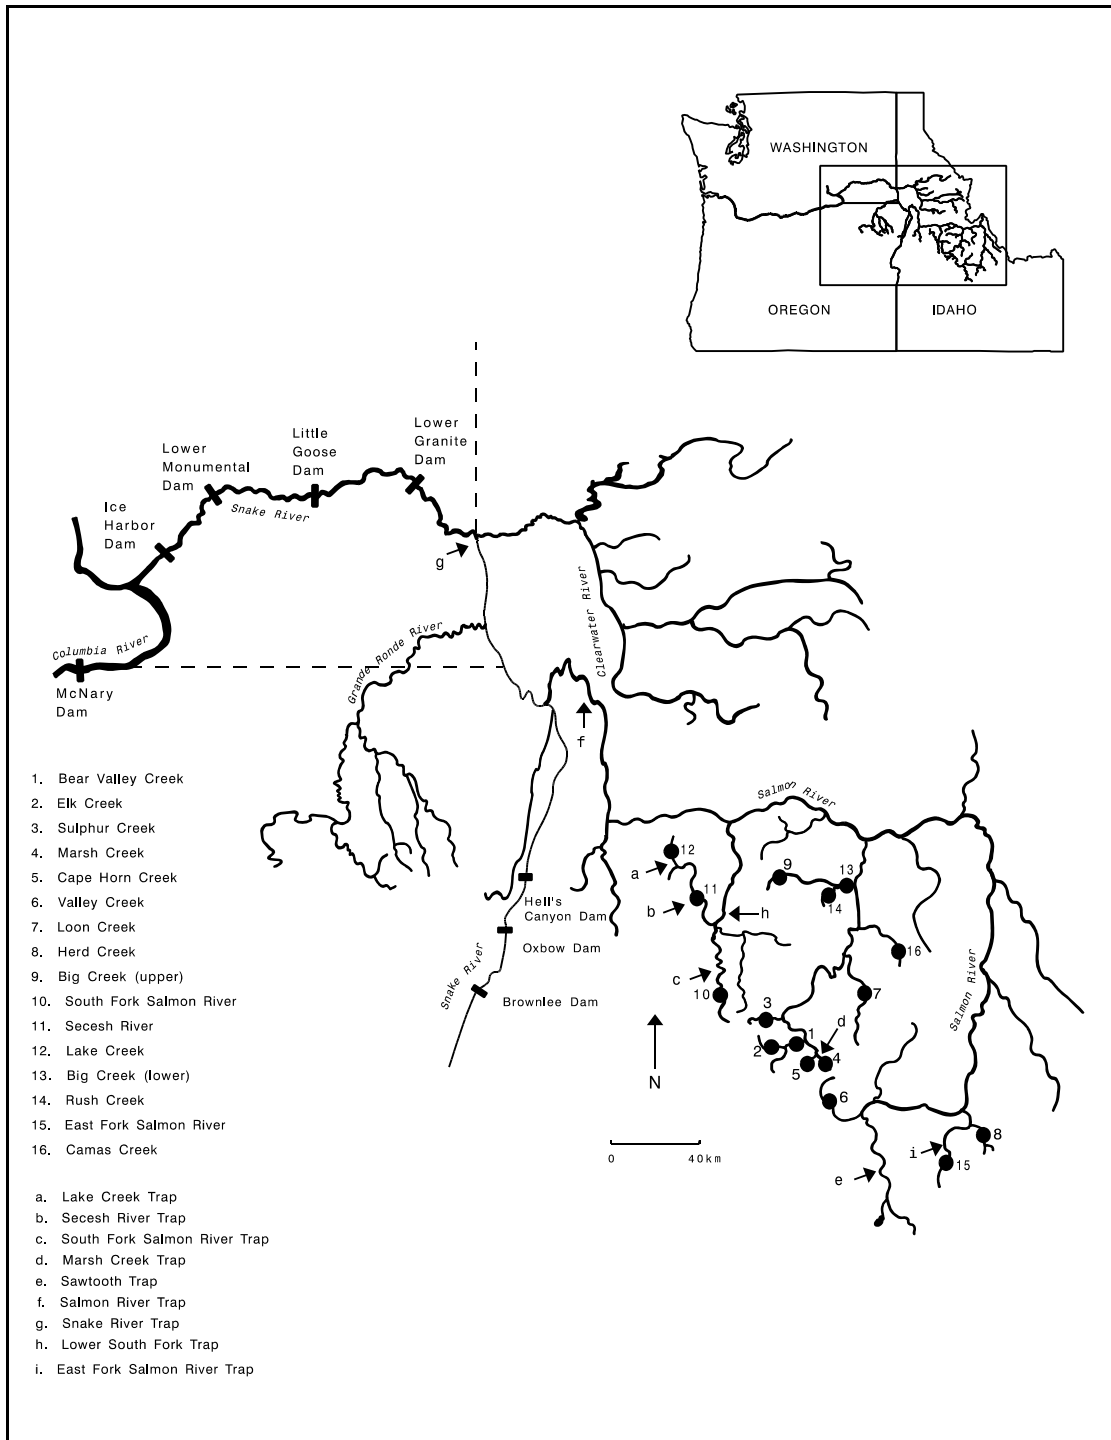 WASHINGTON
OREGON
IDAHO
Lower
Granite
Dam
Little
Goose
Dam
Lower
Monumental
Dam
Ice
Harbor
Dam
Snake River
g
Columbia River
McNary
Dam
Grande Ronde River
Clearwater River
f
Salmon River
12
a
11
b
h
9
13
14
16
c
10
7
Hell's
Canyon Dam
Oxbow Dam
Snake River
Brownlee Dam
Salmon River
3
1
d
2
5
4
6
8
i
15
e
N
0
40km
1. Bear Valley Creek
2. Elk Creek
3. Sulphur Creek
4. Marsh Creek
5. Cape Horn Creek
6. Valley Creek
7. Loon Creek
8. Herd Creek
9. Big Creek (upper)
10. South Fork Salmon River
11. Secesh River
12. Lake Creek
13. Big Creek (lower)
14. Rush Creek
15. East Fork Salmon River
16. Camas Creek
a. Lake Creek Trap
b. Secesh River Trap
c. South Fork Salmon River Trap
d. Marsh Creek Trap
e. Sawtooth Trap
f. Salmon River Trap
g. Snake River Trap
h. Lower South Fork Trap
i. East Fork Salmon River Trap